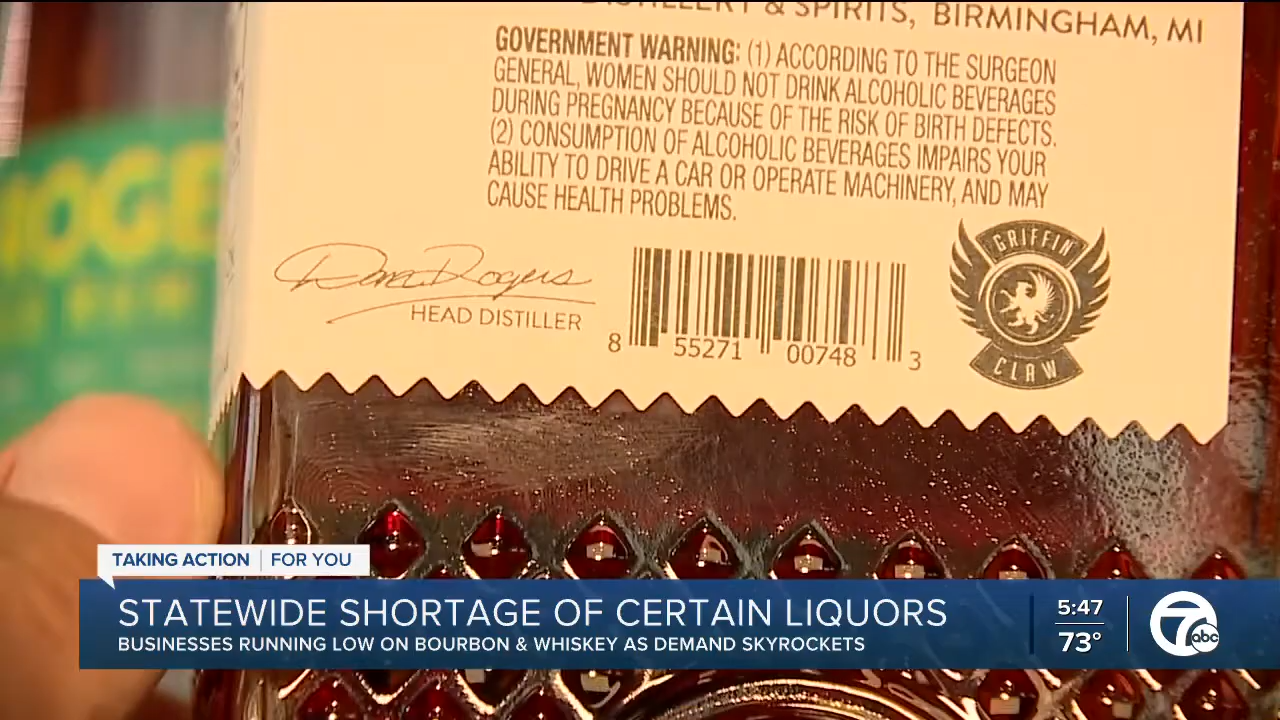 DISTILLERY & SPIRITS, BIRMINGHAM, MI
GOVERNMENT WARNING: (1) ACCORDING TO THE SURGEON
GENERAL, WOMEN SHOULD NOT DRINK ALCOHOLIC BEVERAGES
DURING PREGNANCY BECAUSE OF THE RISK OF BIRTH DEFECTS.
(2) CONSUMPTION OF ALCOHOLIC BEVERAGES IMPAIRS YOUR
ABILITY TO DRIVE A CAR OR OPERATE MACHINERY, AND MAY
CAUSE HEALTH PROBLEMS.
HEAD DISTILLER
8 55271 00748 3
GRIFFIN
CLAW
TAKING ACTION FOR YOU
STATEWIDE SHORTAGE OF CERTAIN LIQUORS
BUSINESSES RUNNING LOW ON BOURBON & WHISKEY AS DEMAND SKYROCKETS
5:47
73°
7 abc